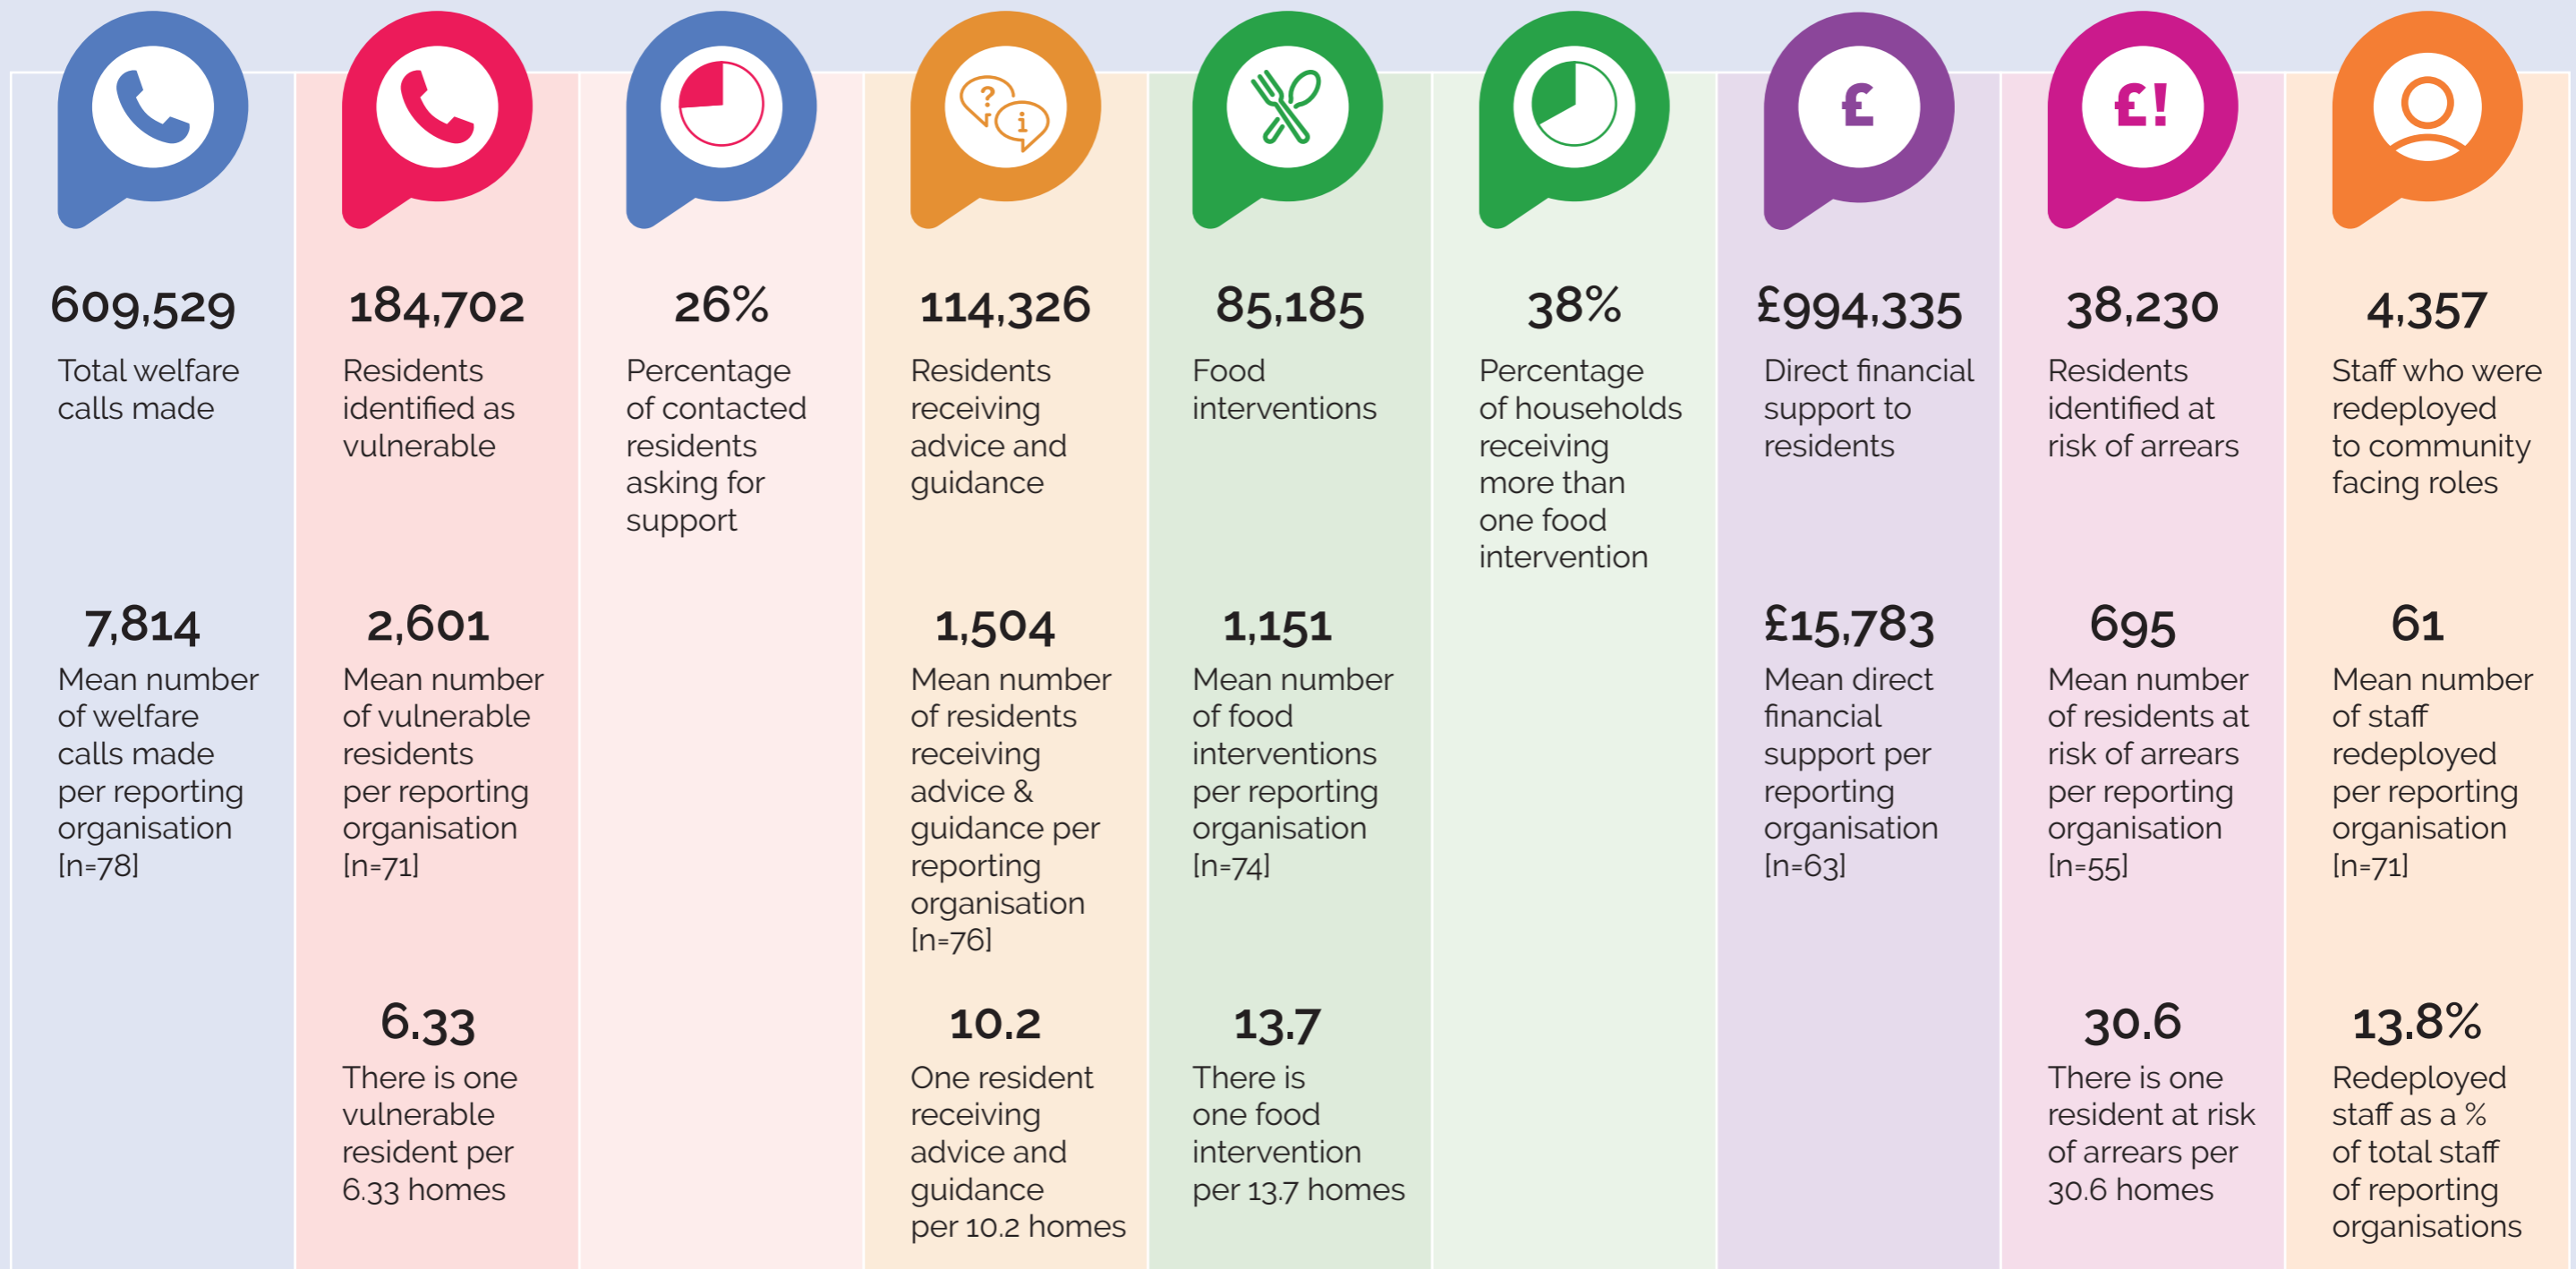 £
£!
?
i
609,529
Total welfare
calls made
7,814
Mean number
of welfare
calls made
per reporting
organisation
[n=78]
184,702
Residents
identified as
vulnerable
2,601
Mean number
of vulnerable
residents
per reporting
organisation
[n=71]
6.33
There is one
vulnerable
resident per
6.33 homes
26%
Percentage
of contacted
residents
asking for
support
114,326
Residents
receiving
advice and
guidance
1,504
Mean number
of residents
receiving
advice &
guidance per
reporting
organisation
[n=76]
10.2
One resident
receiving
advice and
guidance
per 10.2 homes
85,185
Food
interventions
1,151
Mean number
of food
interventions
per reporting
organisation
[n=74]
13.7
There is
one food
intervention
per 13.7 homes
38%
Percentage
of households
receiving
more than
one food
intervention
£994,335
Direct financial
support to
residents
£15,783
Mean direct
financial
support per
reporting
organisation
[n=63]
38,230
Residents
identified at
risk of arrears
695
Mean number
of residents at
risk of arrears
per reporting
organisation
[n=55]
30.6
There is one
resident at risk
of arrears per
30.6 homes
4,357
Staff who were
redeployed
to community
facing roles
61
Mean number
of staff
redeployed
per reporting
organisation
[n=71]
13.8%
Redeployed
staff as a %
of total staff
of reporting
organisations